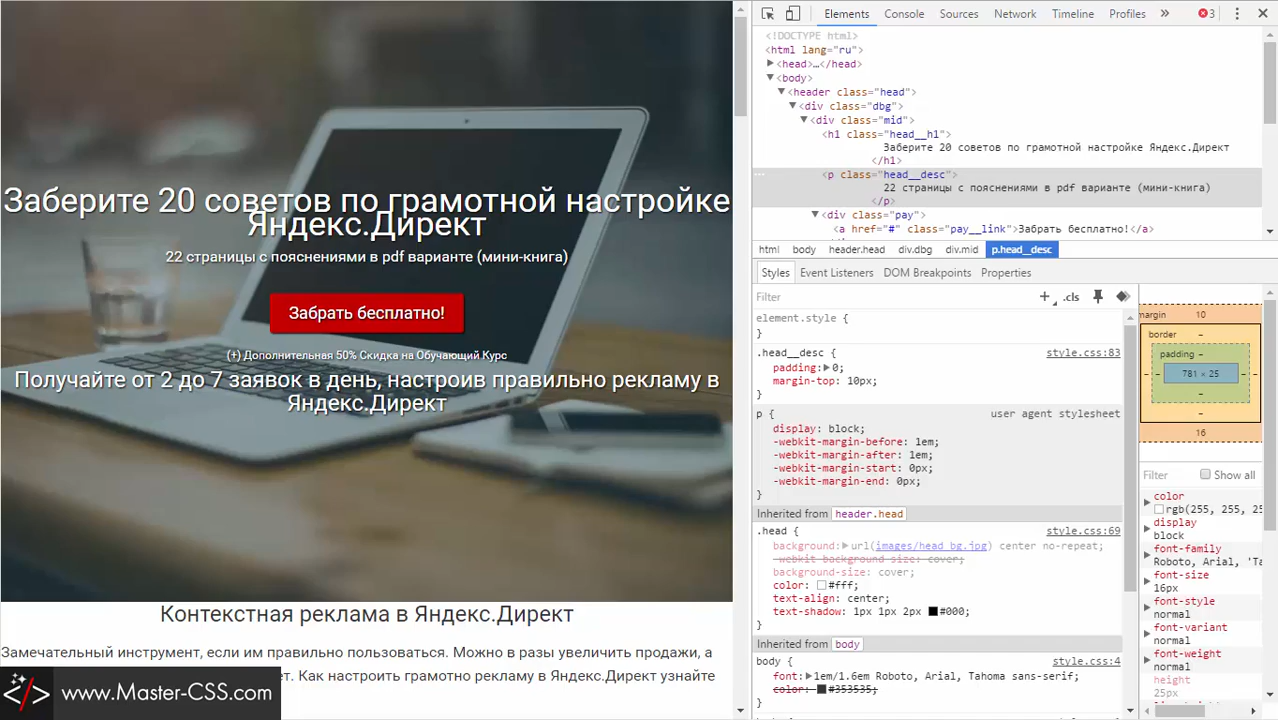 Заберите 20 советов по грамотной настройке
Яндекс.Директ
22 страницы с пояснениями в pdf варианте (мини-книга)
Забрать бесплатно!
(+) Дополнительная 50% Скидка на Обучающий Курс
Получайте от 2 до 7 заявок в день, настроив правильно рекламу в
Яндекс.Директ
Контекстная реклама в Яндекс.Директ
Замечательный инструмент, если им правильно пользоваться. Можно в разы увеличить продажи, а
ет. Как настроить грамотно рекламу в Яндекс.Директ узнайте
www.Master-CSS.com
Elements Console Sources Network Timeline Profiles » 3
<!DOCTYPE html>
<html lang="ru">
<head>…</head>
<body>
<header class="head">
<div class="dbg">
<div class="mid">
<h1 class="head__h1">
Заберите 20 советов по грамотной настройке Яндекс.Директ
</h1>
<p class="head__desc">
22 страницы с пояснениями в pdf варианте (мини-книга)
</p>
<div class="pay">
<a href="#" class="pay__link">Забрать бесплатно!</a>
html body header.head div.dbg div.mid p.head__desc
Styles Event Listeners DOM Breakpoints Properties
Filter + .cls
element.style {
}
.head__desc { style.css:83
padding: 0;
margin-top: 10px;
}
p { user agent stylesheet
display: block;
-webkit-margin-before: 1em;
-webkit-margin-after: 1em;
-webkit-margin-start: 0px;
-webkit-margin-end: 0px;
}
Inherited from header.head
.head { style.css:69
background: url(images/head_bg.jpg) center no-repeat;
-webkit-background-size: cover;
background-size: cover;
color: #fff;
text-align: center;
text-shadow: 1px 1px 2px #000;
}
Inherited from body
body { style.css:4
font: 1em/1.6em Roboto, Arial, Tahoma sans-serif;
color: #353535;
margin 10
border –
padding –
– – 781 × 25 – –
–
–
16
Filter Show all
color
rgb(255, 255, 25
display
block
font-family
Roboto, Arial, 'Ta
font-size
16px
font-style
normal
font-variant
normal
font-weight
normal
height
25px